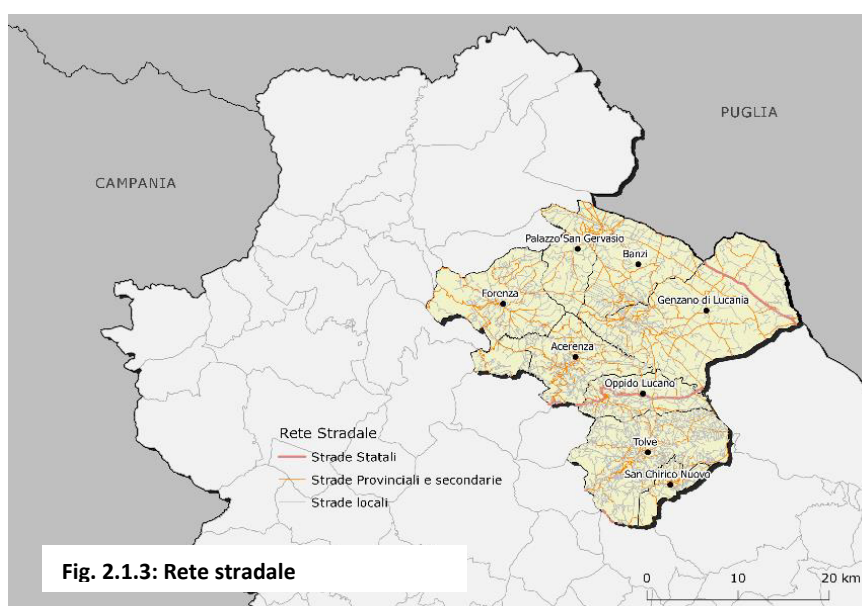 PUGLIA
CAMPANIA
Palazzo San Gervasio
Banzi
Forenza
Genzano di Lucania
Acerenza
Oppido Lucano
Rete Stradale
Strade Statali
Strade Provinciali e secondarie
Strade locali
Tolve
San Chirico Nuovo
Fig. 2.1.3: Rete stradale
0 10 20 km